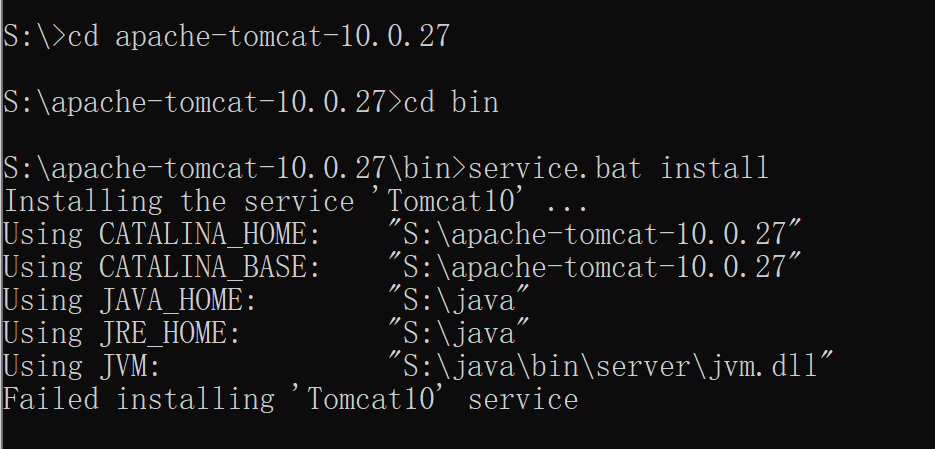 S:\>cd apache-tomcat-10.0.27
S:\apache-tomcat-10.0.27>cd bin
S:\apache-tomcat-10.0.27\bin>service.bat install
Installing the service 'Tomcat10' ...
Using CATALINA_HOME:    "S:\apache-tomcat-10.0.27"
Using CATALINA_BASE:    "S:\apache-tomcat-10.0.27"
Using JAVA_HOME:        "S:\java"
Using JRE_HOME:         "S:\java"
Using JVM:              "S:\java\bin\server\jvm.dll"
Failed installing 'Tomcat10' service